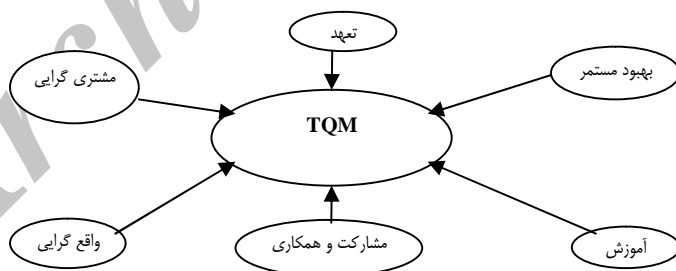 تعهد
بهبود مستمر
مشتری گرایی
TQM
آموزش
مشارکت و همکاری
واقع گرایی